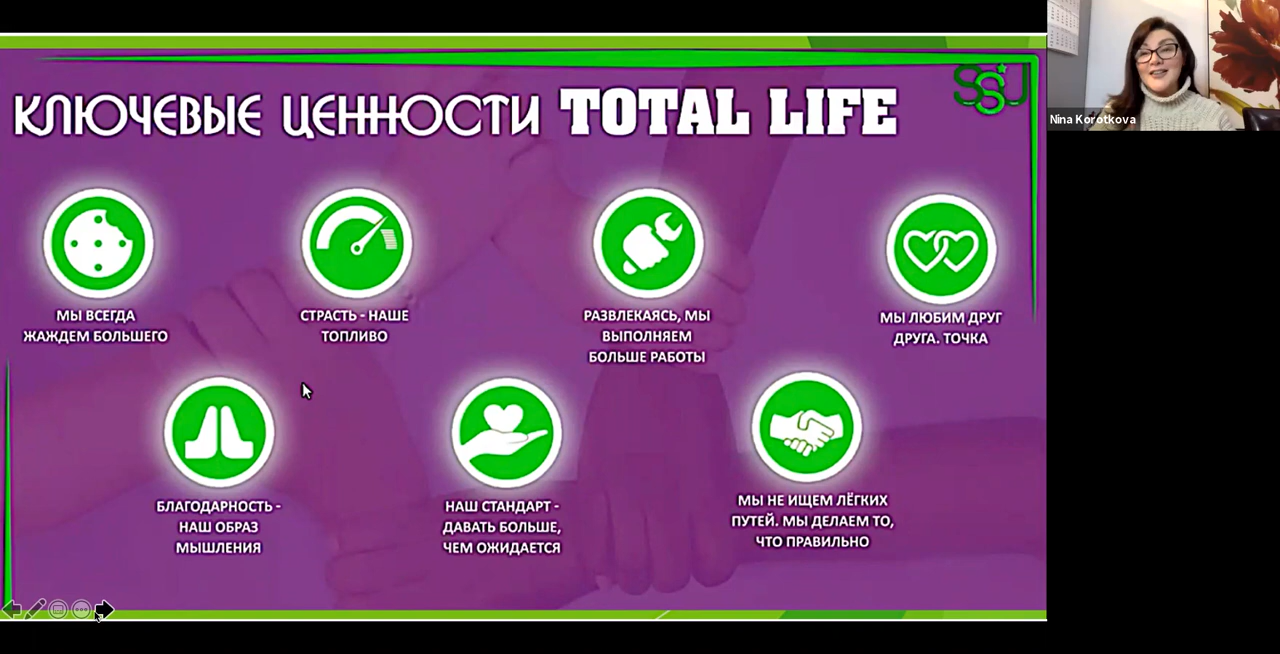 КЛЮЧЕВЫЕ ЦЕННОСТИ TOTAL LIFE
SSU
Nina Korotkova
МЫ ВСЕГДА
ЖАЖДЕМ БОЛЬШЕГО
СТРАСТЬ - НАШЕ
ТОПЛИВО
РАЗВЛЕКАЯСЬ, МЫ
ВЫПОЛНЯЕМ
БОЛЬШЕ РАБОТЫ
МЫ ЛЮБИМ ДРУГ
ДРУГА. ТОЧКА
БЛАГОДАРНОСТЬ -
НАШ ОБРАЗ
МЫШЛЕНИЯ
НАШ СТАНДАРТ -
ДАВАТЬ БОЛЬШЕ,
ЧЕМ ОЖИДАЕТСЯ
МЫ НЕ ИЩЕМ ЛЁГКИХ
ПУТЕЙ. МЫ ДЕЛАЕМ ТО,
ЧТО ПРАВИЛЬНО